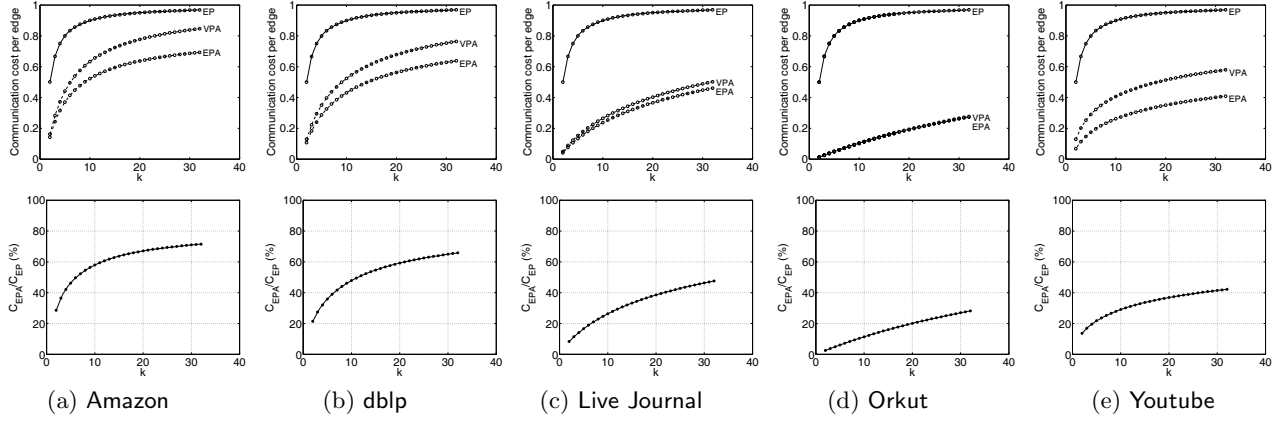 Communication cost per edge
1
0.8
0.6
0.4
0.2
0
0 10 20 30 40
k
EP
VPA
EPA
Communication cost per edge
1
0.8
0.6
0.4
0.2
0
0 10 20 30 40
k
EP
VPA
EPA
Communication cost per edge
1
0.8
0.6
0.4
0.2
0
0 10 20 30 40
k
EP
VPA
EPA
Communication cost per edge
1
0.8
0.6
0.4
0.2
0
0 10 20 30 40
k
EP
VPA
EPA
Communication cost per edge
1
0.8
0.6
0.4
0.2
0
0 10 20 30 40
k
EP
VPA
EPA
C_EPA/C_EP (%)
100
80
60
40
20
0
0 10 20 30 40
k
C_EPA/C_EP (%)
100
80
60
40
20
0
0 10 20 30 40
k
C_EPA/C_EP (%)
100
80
60
40
20
0
0 10 20 30 40
k
C_EPA/C_EP (%)
100
80
60
40
20
0
0 10 20 30 40
k
C_EPA/C_EP (%)
100
80
60
40
20
0
0 10 20 30 40
k
(a) Amazon
(b) dblp
(c) Live Journal
(d) Orkut
(e) Youtube